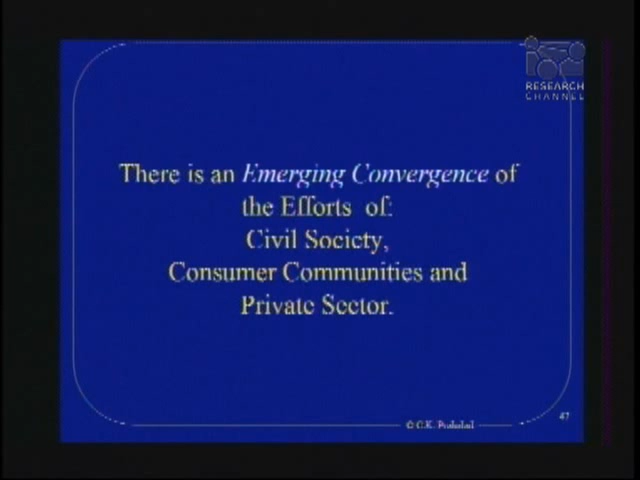 RESEARCH
CHANNEL
There is an Emerging Convergence of
the Efforts of:
Civil Society,
Consumer Communities and
Private Sector.
© C.K. Prahalad
47